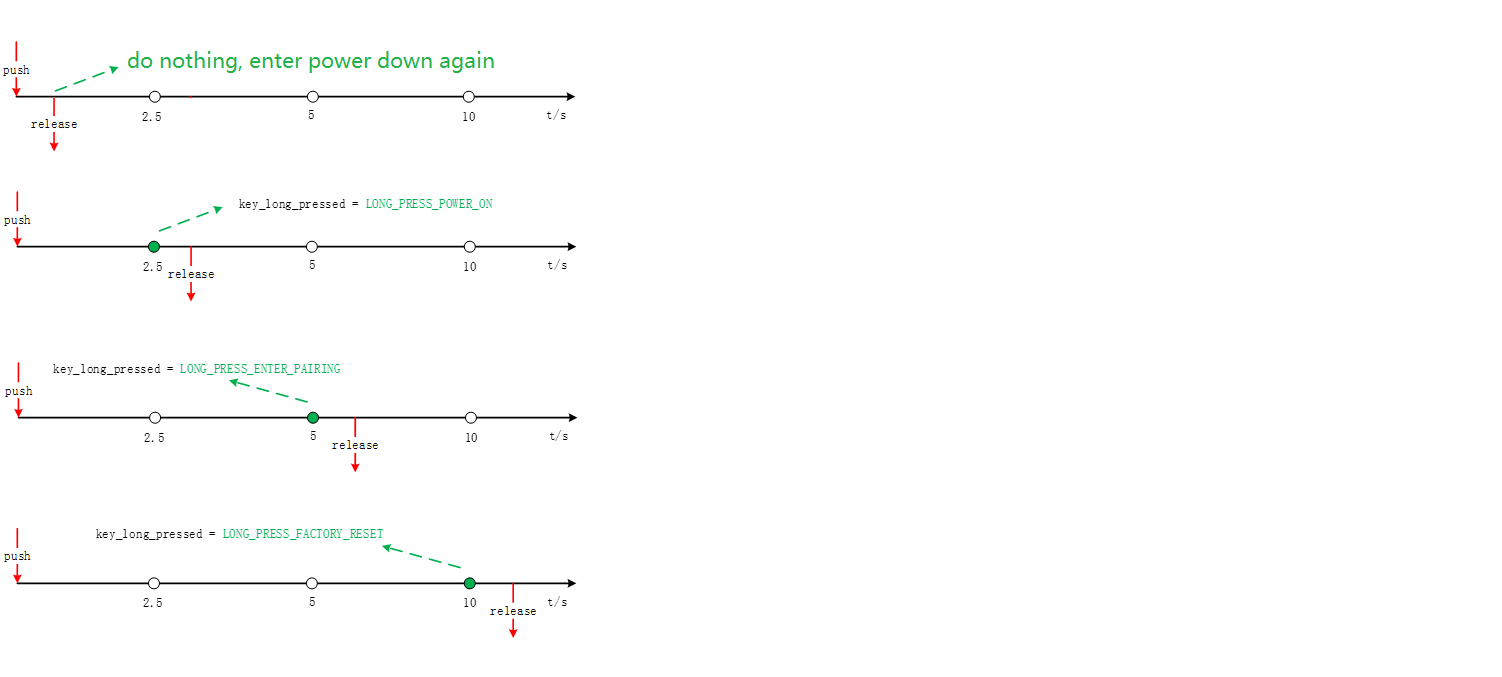 do nothing, enter power down again
push
2.5 5 10 t/s
release
key_long_pressed = LONG_PRESS_POWER_ON
push
2.5 5 10 t/s
release
key_long_pressed = LONG_PRESS_ENTER_PAIRING
push
2.5 5 10 t/s
release
key_long_pressed = LONG_PRESS_FACTORY_RESET
push
2.5 5 10 t/s
release